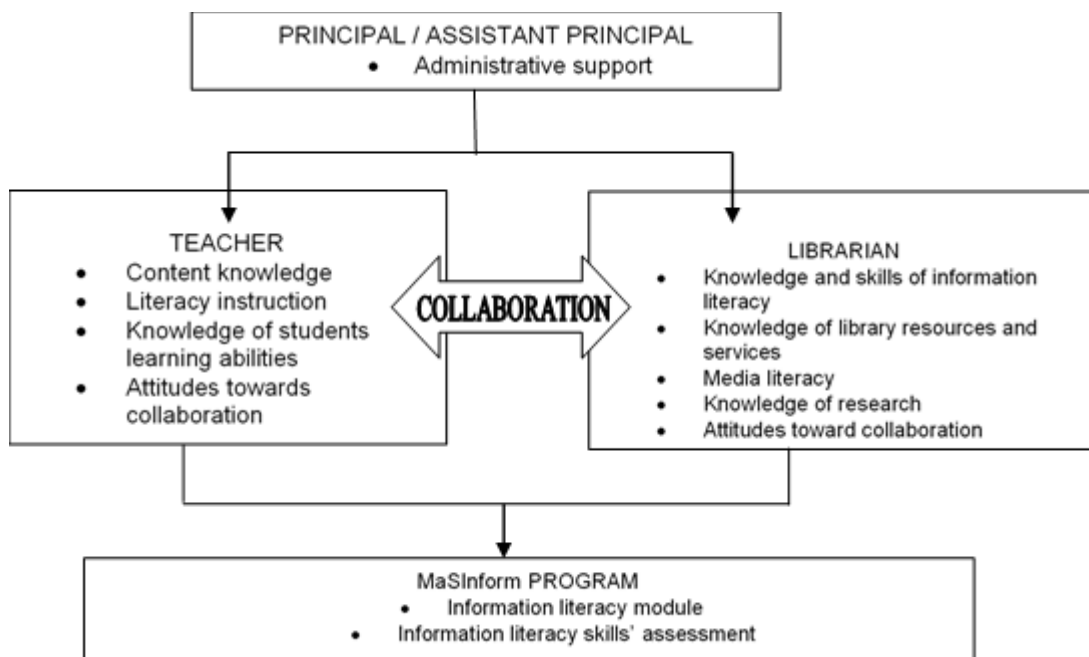 PRINCIPAL / ASSISTANT PRINCIPAL
• Administrative support
TEACHER
• Content knowledge
• Literacy instruction
• Knowledge of students
learning abilities
• Attitudes towards
collaboration
COLLABORATION
LIBRARIAN
• Knowledge and skills of information
literacy
• Knowledge of library resources and
services
• Media literacy
• Knowledge of research
• Attitudes toward collaboration
MaSInform PROGRAM
• Information literacy module
• Information literacy skills’ assessment